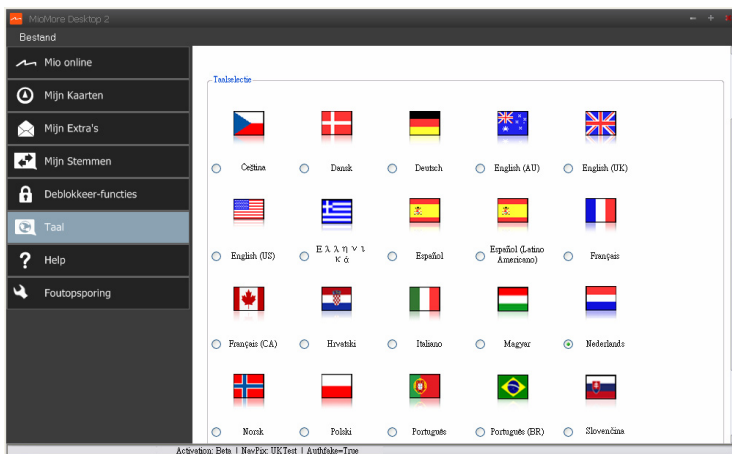 MioMore Desktop 2
Bestand
Mio online
Mijn Kaarten
Mijn Extra's
Mijn Stemmen
Deblokkeer-functies
Taal
Help
Foutopsporing
Taalselectie
Čeština
Dansk
Deutsch
English (AU)
English (UK)
English (US)
Ελληνι
κά
Español
Español (Latino
Americano)
Français
Français (CA)
Hrvatski
Italiano
Magyar
Nederlands
Norsk
Polski
Português
Português (BR)
Slovenčina
Activation: Beta | NavPix: UKTest | Authfake=True